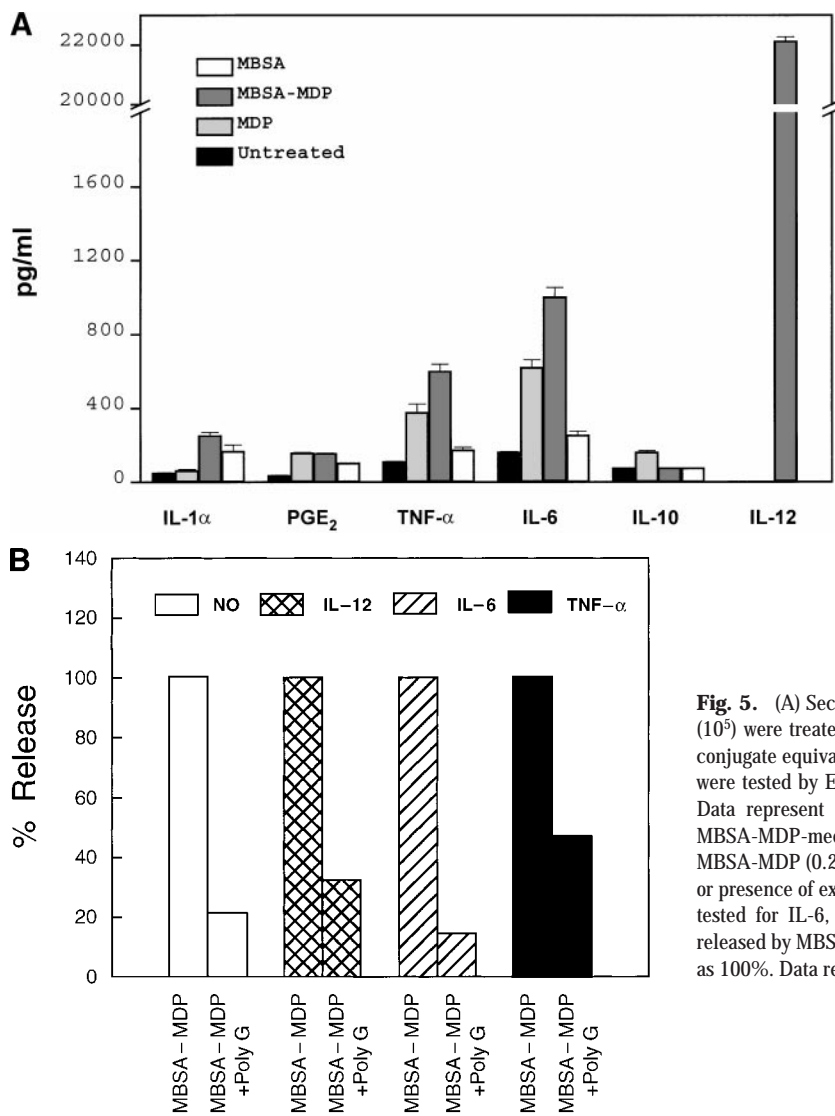 A
22000
20000
1600
1200
800
400
0
pg/ml
MBSA
MBSA-MDP
MDP
Untreated
IL-1α PGE2 TNF-α IL-6 IL-10 IL-12
B
140
120
100
80
60
40
20
0
% Release
NO IL–12 IL–6 TNF–α
MBSA – MDP
MBSA – MDP
+Poly G
MBSA – MDP
MBSA – MDP
+Poly G
MBSA – MDP
MBSA – MDP
+Poly G
MBSA – MDP
MBSA – MDP
+Poly G
Fig. 5. (A) Sec
(10⁵) were treate
conjugate equiva
were tested by E
Data represent
MBSA-MDP-med
MBSA-MDP (0.2
or presence of ex
tested for IL-6,
released by MBS
as 100%. Data re